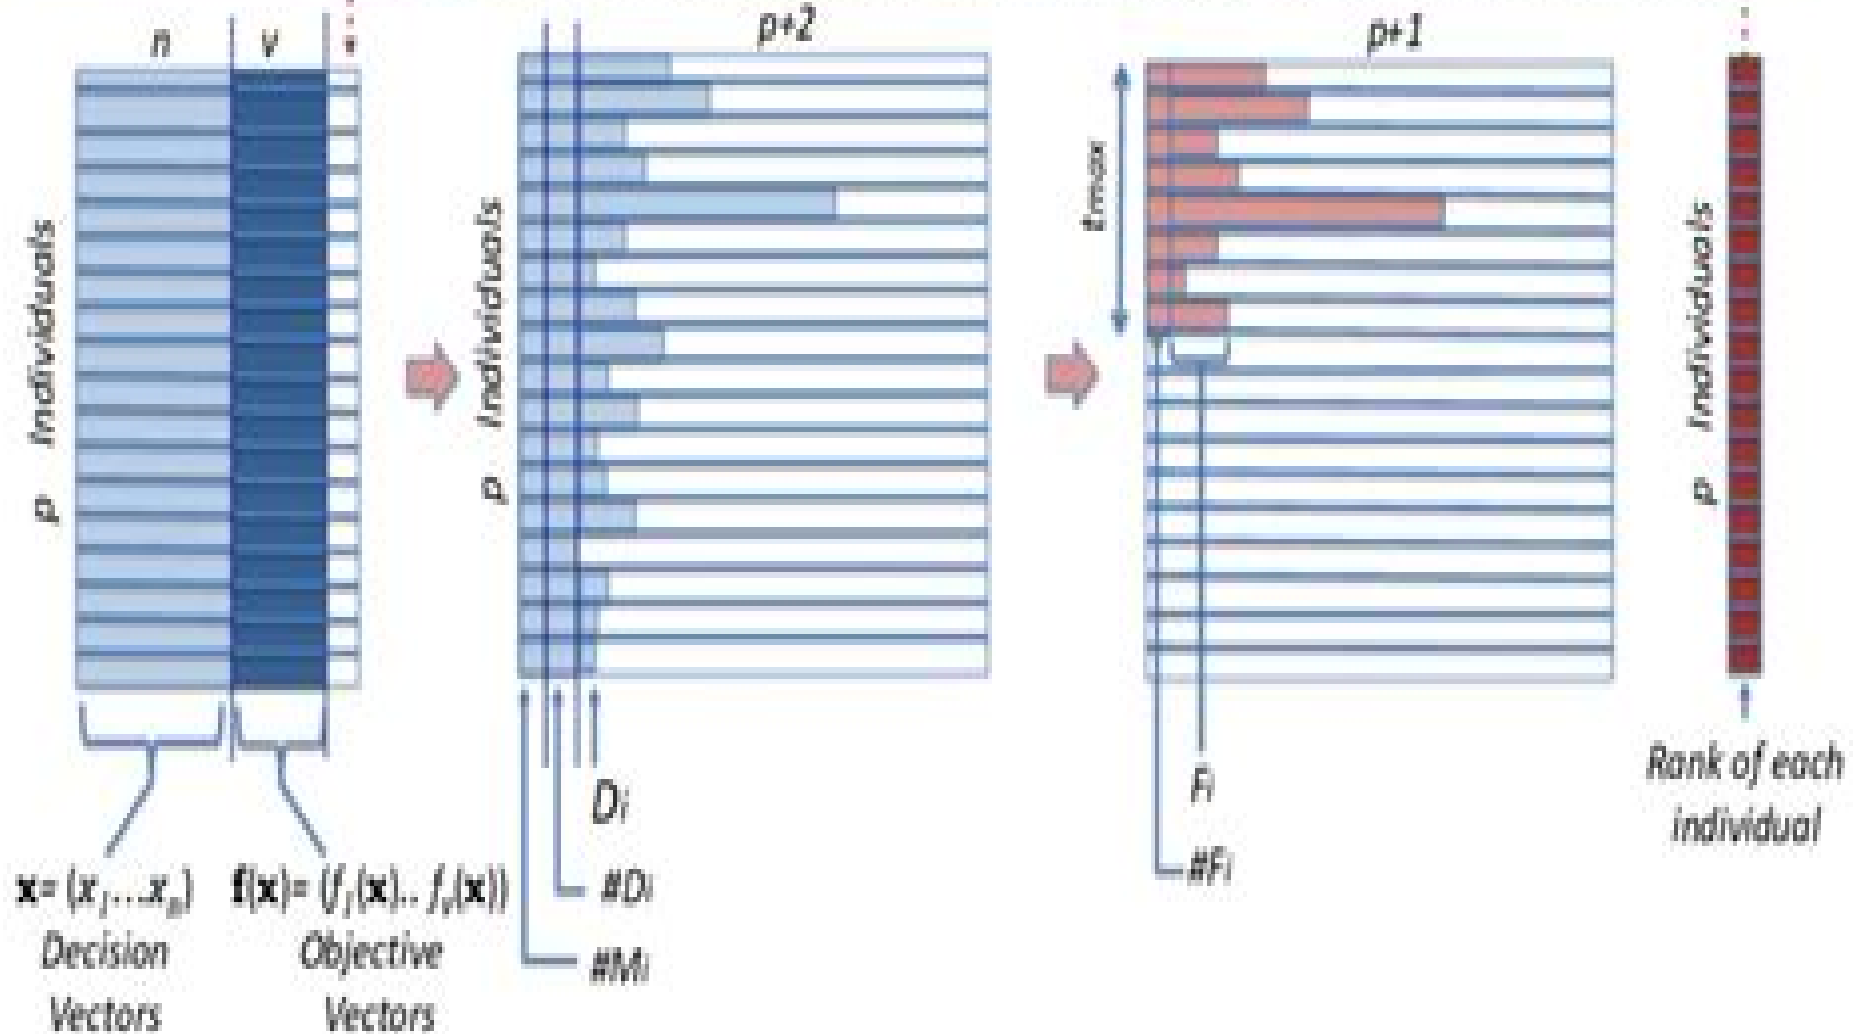 n
v
p+2
p+1
p Individuals
p Individuals
tmax
p Individuals
Di
#Di
#Mi
Fi
#Fi
Rank of each
individual
x= (x1...xn)
Decision
Vectors
f(x)= (f1(x).. fv(x))
Objective
Vectors